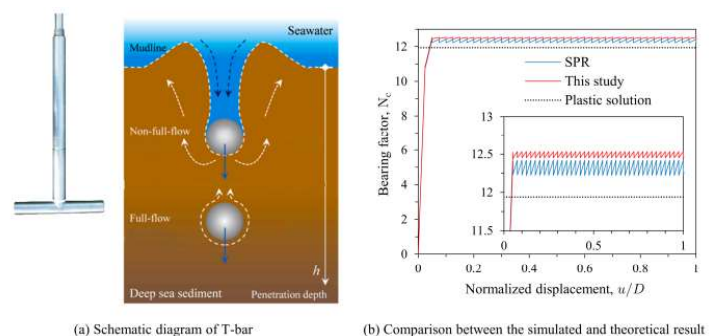 Seawater
Mudline
Non-full-flow
Full-flow
h
Deep sea sediment
Penetration depth
(a) Schematic diagram of T-bar
Bearing factor, Nc
14
12
10
8
6
4
2
0
SPR
This study
Plastic solution
13
12.5
12
11.5
0
0.5
1
0
0.2
0.4
0.6
0.8
1
Normalized displacement, u/D
(b) Comparison between the simulated and theoretical result